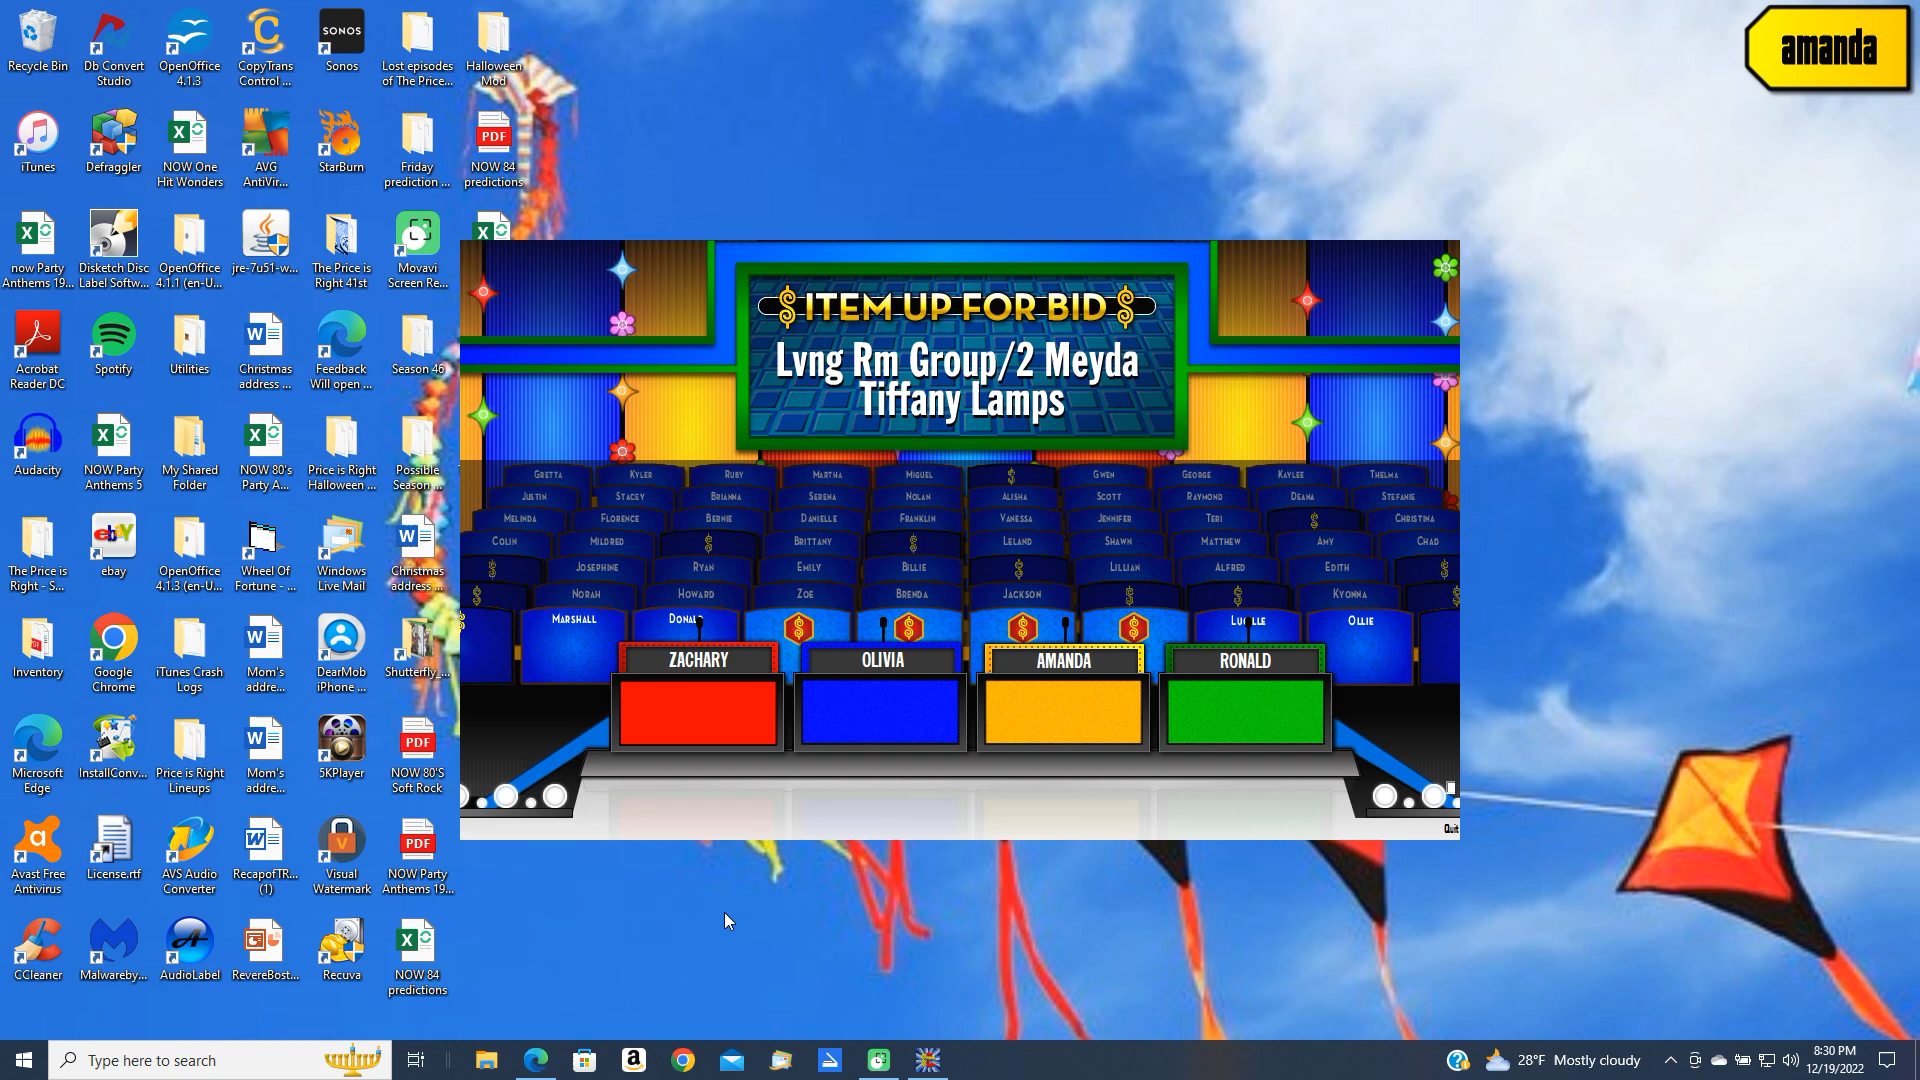 Recycle Bin
Db Convert
Studio
OpenOffice
4.1.3
CopyTrans
Control ...
SONOS
Sonos
Lost episodes
of The Price...
Halloween
Mod
amanda
iTunes
Defraggler
NOW One
Hit Wonders
AVG
AntiVir...
StarBurn
Friday
prediction ...
PDF
NOW 84
predictions
now Party
Anthems 19...
Disketch Disc
Label Softw...
OpenOffice
4.1.1 (en-U...
jre-7u51-w...
The Price is
Right 41st
Movavi
Screen Re...
Acrobat
Reader DC
Spotify
Utilities
Christmas
address ...
Feedback
Will open ...
Season 46
Audacity
NOW Party
Anthems 5
My Shared
Folder
NOW 80's
Party A...
Price is Right
Halloween ...
Possible
Season ...
The Price is
Right - S...
ebay
OpenOffice
4.1.3 (en-U...
Wheel Of
Fortune - ...
Windows
Live Mail
Christmas
address ...
Inventory
Google
Chrome
iTunes Crash
Logs
Mom's
addre...
DearMob
iPhone ...
Shutterfly_...
Microsoft
Edge
InstallConv...
Price is Right
Lineups
Mom's
addre...
5KPlayer
PDF
NOW 80'S
Soft Rock
Avast Free
Antivirus
License.rtf
AVS Audio
Converter
RecapofTR...
(1)
Visual
Watermark
PDF
NOW Party
Anthems 19...
CCleaner
Malwareby...
AudioLabel
RevereBost...
Recuva
NOW 84
predictions
$ ITEM UP FOR BID $
Lvng Rm Group/2 Meyda
Tiffany Lamps
GRETTA KYLER RUBY MARTHA MIGUEL $ GWEN GEORGE KAYLEE THELMA
JUSTIN STACEY BRIANNA SERENA NOLAN ALISHA SCOTT RAYMOND DEANA STEFANIE
MELINDA FLORENCE BERNIE DANIELLE FRANKLIN VANESSA JENNIFER TERI $ CHRISTINA
COLIN MILDRED $ BRITTANY $ LELAND SHAWN MATTHEW AMY CHAD
$ JOSEPHINE RYAN EMILY BILLIE $ LILLIAN ALFRED EDITH $
$ NORAH HOWARD ZOE BRENDA JACKSON $ $ KYONNA $
$ MARSHALL $ $ $ $ OLLIE
ZACHARY OLIVIA AMANDA RONALD
Quit
Type here to search
28°F Mostly cloudy
8:30 PM
12/19/2022